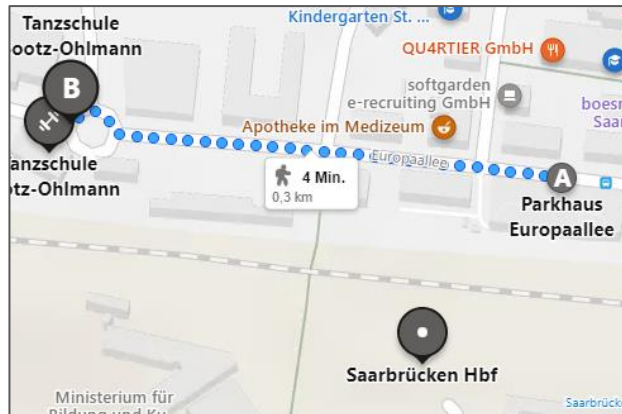 Tanzschule
ootz-Ohlmann
B
anzschule
otz-Ohlmann
Kindergarten St. ...
QU4RTIER GmbH
softgarden
e-recruiting GmbH
boesn
Saar
Apotheke im Medizeum
Europaallee
4 Min.
0,3 km
A
Parkhaus
Europaallee
Saarbrücken Hbf
Ministerium für
Saarbrücke